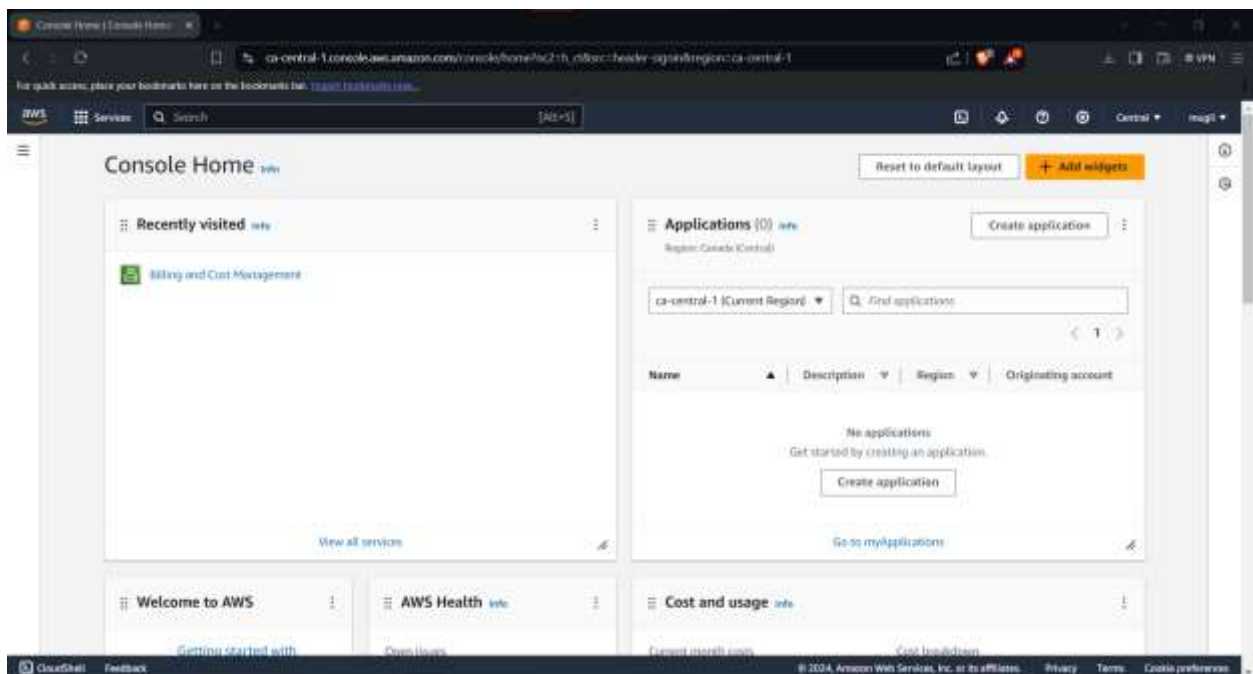 Console Home | Console Home
ca-central-1.console.aws.amazon.com/console/home?nc2=h_ct&src=header-signin&region=ca-central-1
VPN
For quick access, place your bookmarks here on the bookmarks bar. Import bookmarks now...
aws
Services
Search
[Alt+S]
Central
mugil
Console Home Info
Reset to default layout
+ Add widgets
Recently visited Info
Billing and Cost Management
View all services
Applications (0) Info
Region: Canada (Central)
Create application
ca-central-1 (Current Region)
Find applications
1
Name
Description
Region
Originating account
No applications
Get started by creating an application.
Create application
Go to myApplications
Welcome to AWS
Getting started with
AWS Health Info
Open issues
Cost and usage Info
Current month costs
Cost breakdown
CloudShell
Feedback
© 2024, Amazon Web Services, Inc. or its affiliates.
Privacy
Terms
Cookie preferences